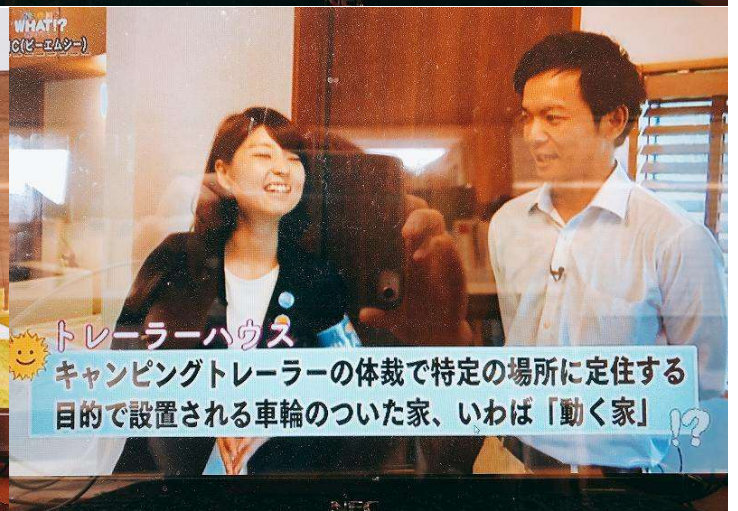 WHAT!?
C(ビーエムシー)
トレーラーハウス
キャンピングトレーラーの体裁で特定の場所に定住する
目的で設置される車輪のついた家、いわば「動く家」
!?
NEC